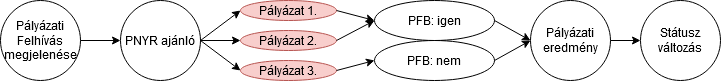 Pályázati
Felhívás
megjelenése
PNYR ajánló
Pályázat 1.
Pályázat 2.
Pályázat 3.
PFB: igen
PFB: nem
Pályázati
eredmény
Státusz
változás